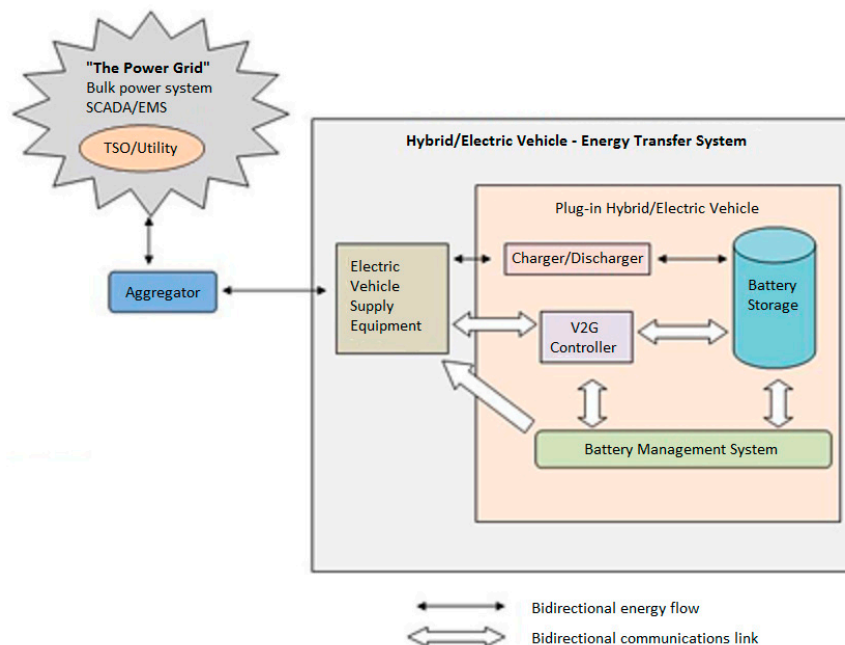 "The Power Grid"
Bulk power system
SCADA/EMS
TSO/Utility
Hybrid/Electric Vehicle - Energy Transfer System
Plug-in Hybrid/Electric Vehicle
Aggregator
Electric
Vehicle
Supply
Equipment
Charger/Discharger
Battery
Storage
V2G
Controller
Battery Management System
Bidirectional energy flow
Bidirectional communications link